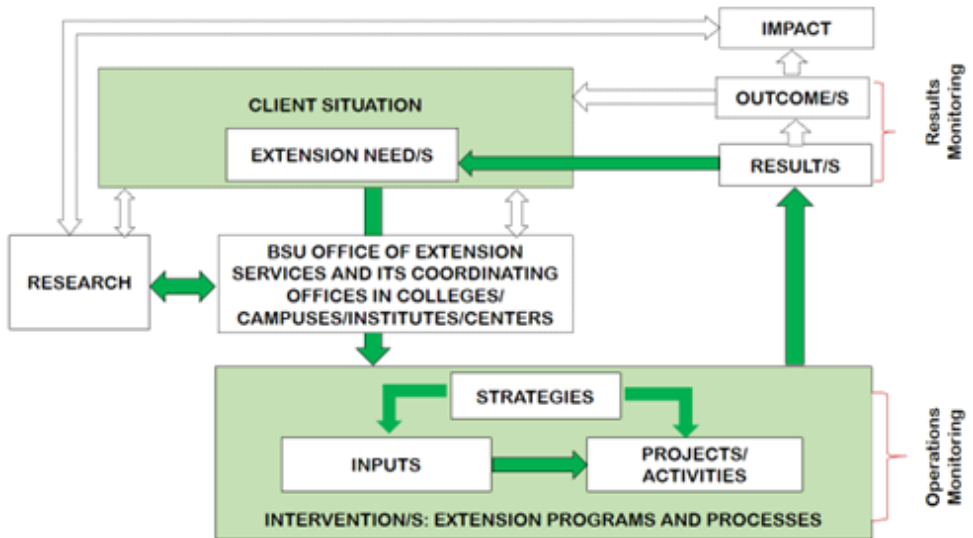 IMPACT
CLIENT SITUATION
OUTCOME/S
Results
Monitoring
EXTENSION NEED/S
RESULT/S
RESEARCH
BSU OFFICE OF EXTENSION
SERVICES AND ITS COORDINATING
OFFICES IN COLLEGES/
CAMPUSES/INSTITUTES/CENTERS
STRATEGIES
INPUTS
PROJECTS/
ACTIVITIES
Operations
Monitoring
INTERVENTION/S: EXTENSION PROGRAMS AND PROCESSES